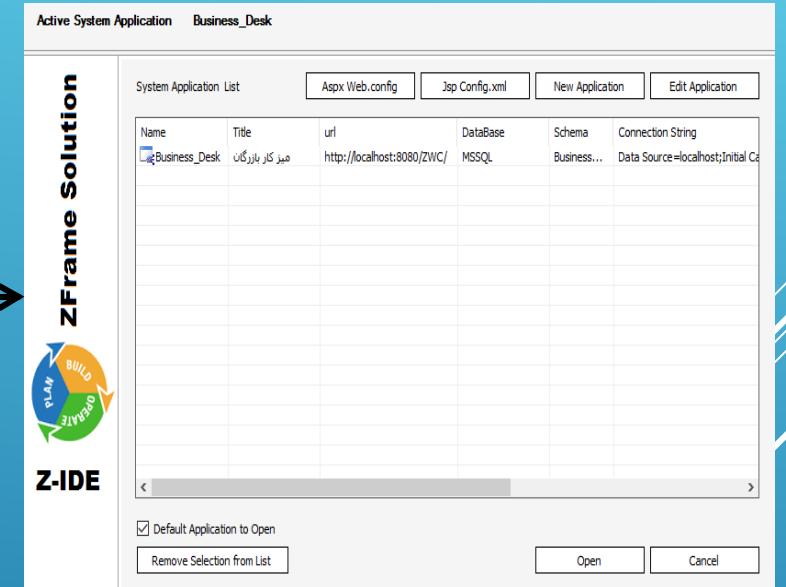 Active System Application Business_Desk
ZFrame Solution
PLAN
BUILD
OPERATE
Z-IDE
System Application List
Aspx Web.config
Jsp Config.xml
New Application
Edit Application
Name Title url DataBase Schema Connection String
Business_Desk میز کار بازرگان http://localhost:8080/ZWC/ MSSQL Business... Data Source=localhost;Initial Ca
Default Application to Open
Remove Selection from List
Open
Cancel